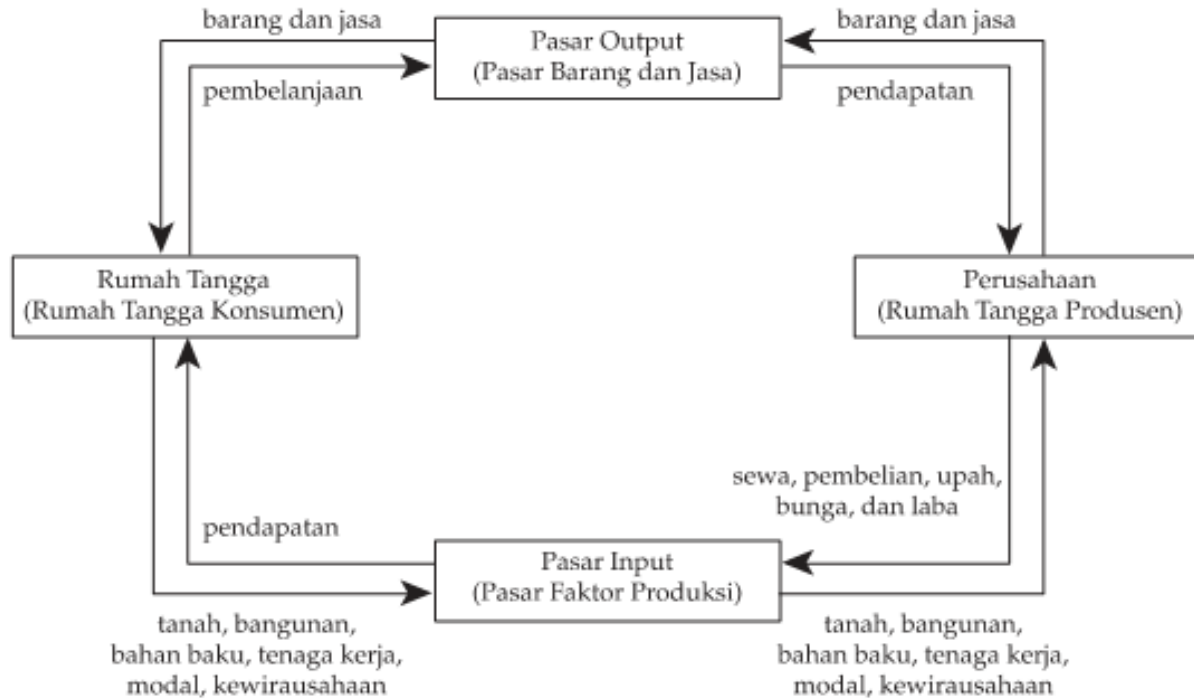 barang dan jasa
Pasar Output
(Pasar Barang dan Jasa)
barang dan jasa
pembelanjaan
pendapatan
Rumah Tangga
(Rumah Tangga Konsumen)
Perusahaan
(Rumah Tangga Produsen)
sewa, pembelian, upah,
bunga, dan laba
pendapatan
Pasar Input
(Pasar Faktor Produksi)
tanah, bangunan,
bahan baku, tenaga kerja,
modal, kewirausahaan
tanah, bangunan,
bahan baku, tenaga kerja,
modal, kewirausahaan